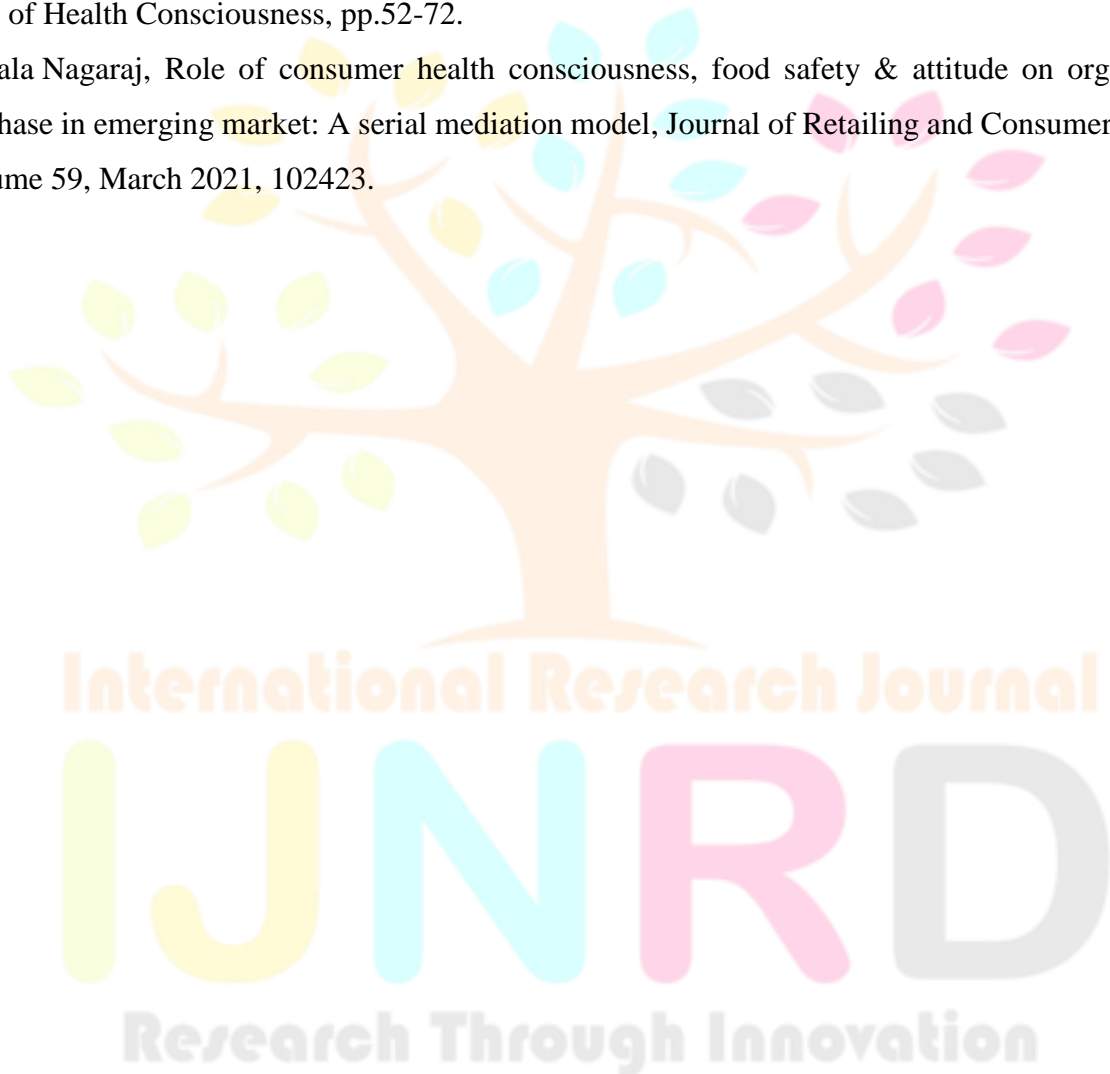 of Health Consciousness, pp.52-72.
ala Nagaraj, Role of consumer health consciousness, food safety & attitude on org
hase in emerging market: A serial mediation model, Journal of Retailing and Consumer
ume 59, March 2021, 102423.
International Research Journal
IJNRD
Research Through Innovation